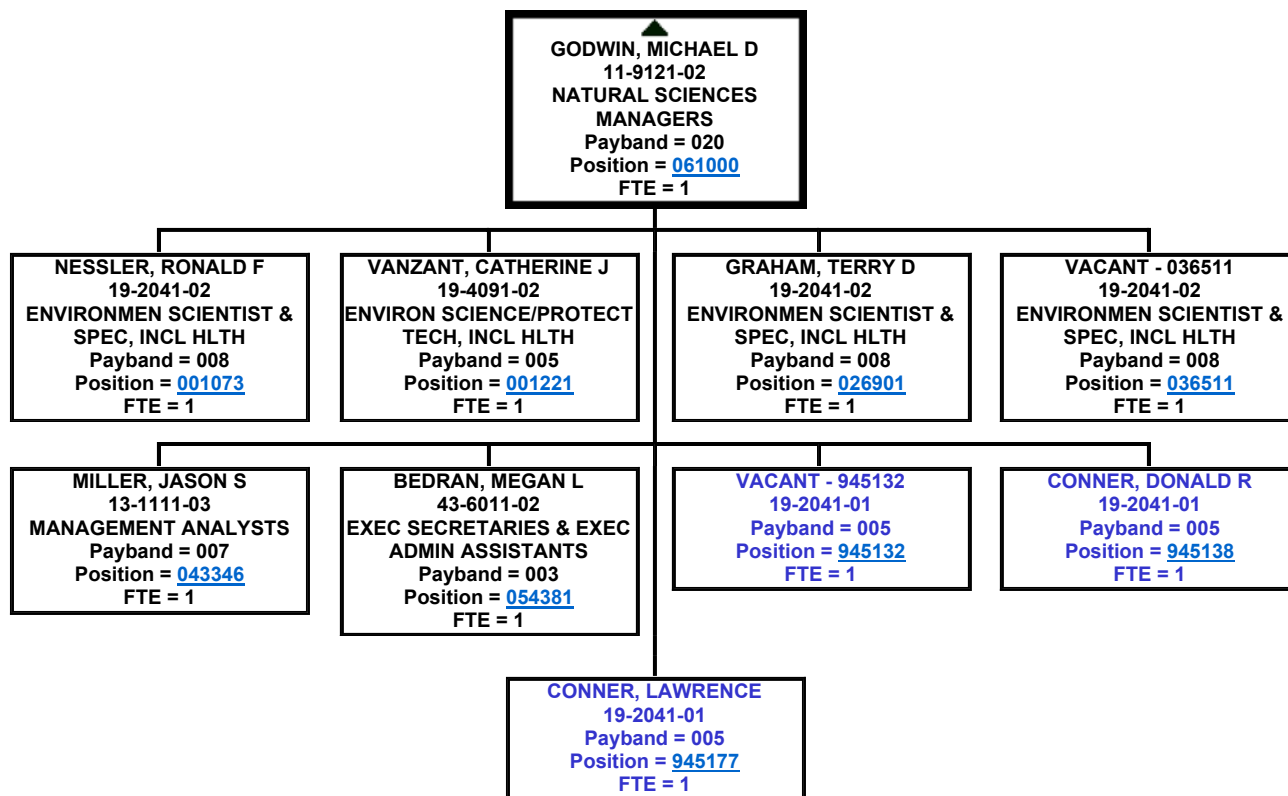 GODWIN, MICHAEL D
11-9121-02
NATURAL SCIENCES
MANAGERS
Payband = 020
Position = 061000
FTE = 1
NESSLER, RONALD F
19-2041-02
ENVIRONMEN SCIENTIST &
SPEC, INCL HLTH
Payband = 008
Position = 001073
FTE = 1
VANZANT, CATHERINE J
19-4091-02
ENVIRON SCIENCE/PROTECT
TECH, INCL HLTH
Payband = 005
Position = 001221
FTE = 1
GRAHAM, TERRY D
19-2041-02
ENVIRONMEN SCIENTIST &
SPEC, INCL HLTH
Payband = 008
Position = 026901
FTE = 1
VACANT - 036511
19-2041-02
ENVIRONMEN SCIENTIST &
SPEC, INCL HLTH
Payband = 008
Position = 036511
FTE = 1
MILLER, JASON S
13-1111-03
MANAGEMENT ANALYSTS
Payband = 007
Position = 043346
FTE = 1
BEDRAN, MEGAN L
43-6011-02
EXEC SECRETARIES & EXEC
ADMIN ASSISTANTS
Payband = 003
Position = 054381
FTE = 1
VACANT - 945132
19-2041-01
Payband = 005
Position = 945132
FTE = 1
CONNER, DONALD R
19-2041-01
Payband = 005
Position = 945138
FTE = 1
CONNER, LAWRENCE
19-2041-01
Payband = 005
Position = 945177
FTE = 1